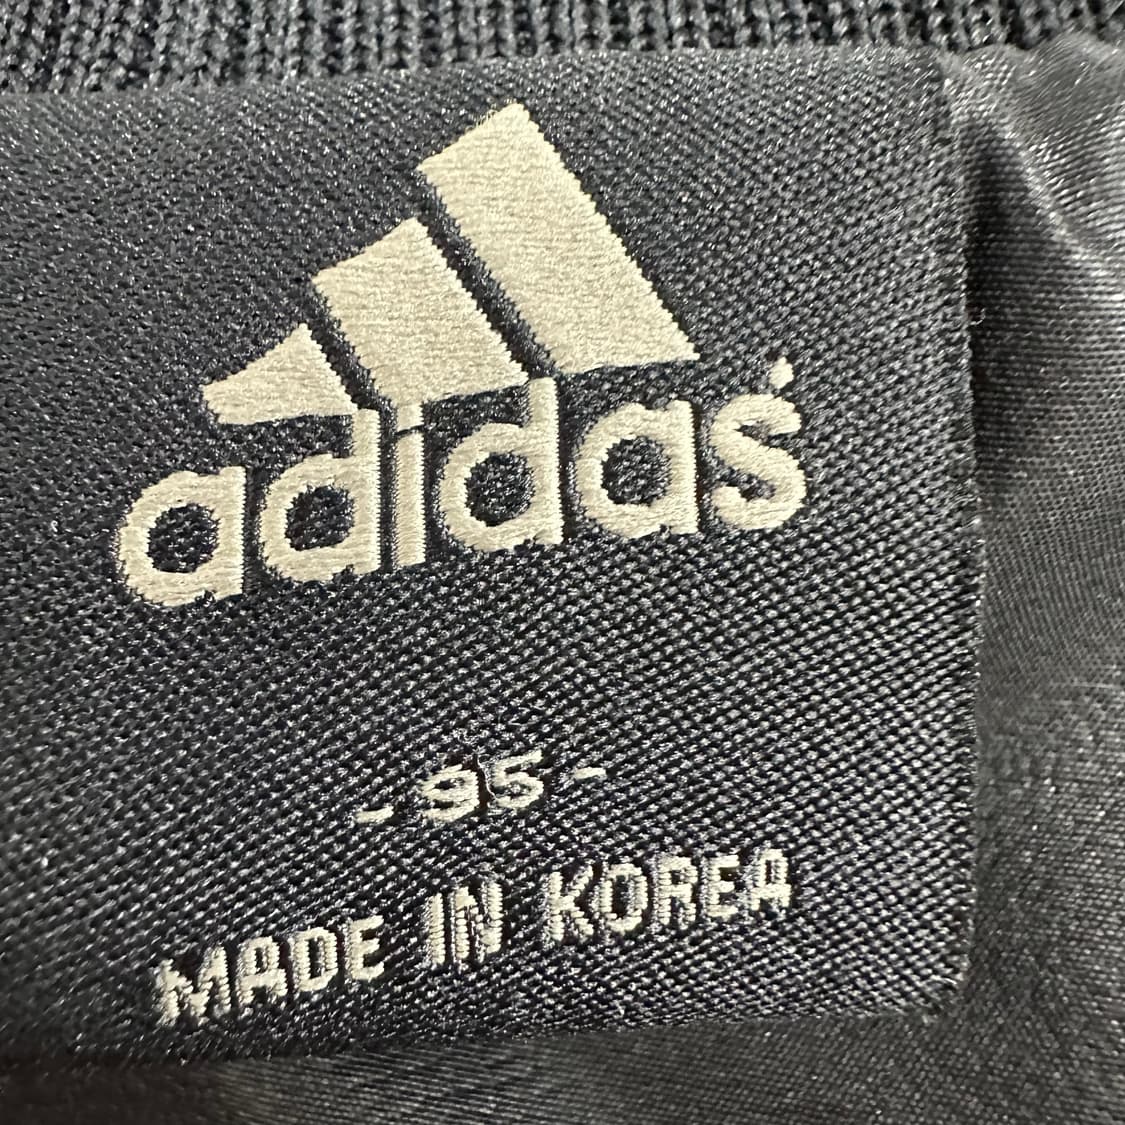 adidas
- 95 -
MADE IN KOREA